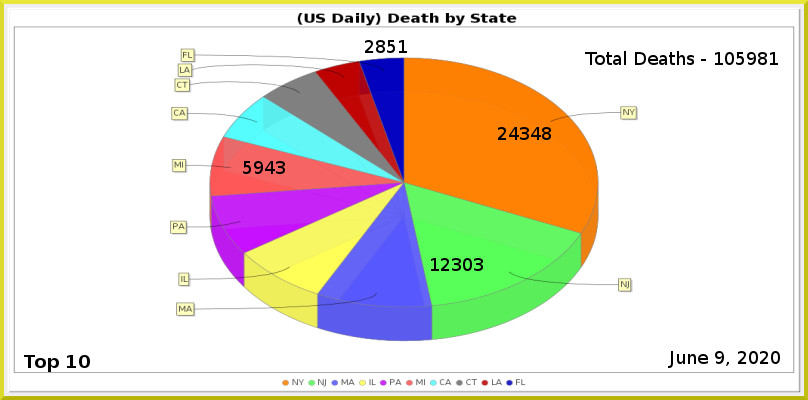 (US Daily) Death by State
FL
2851
Total Deaths - 105981
LA
CT
CA
NY
24348
MI
5943
PA
12303
IL
NJ
MA
Top 10
June 9, 2020
NY NJ MA IL PA MI CA CT LA FL